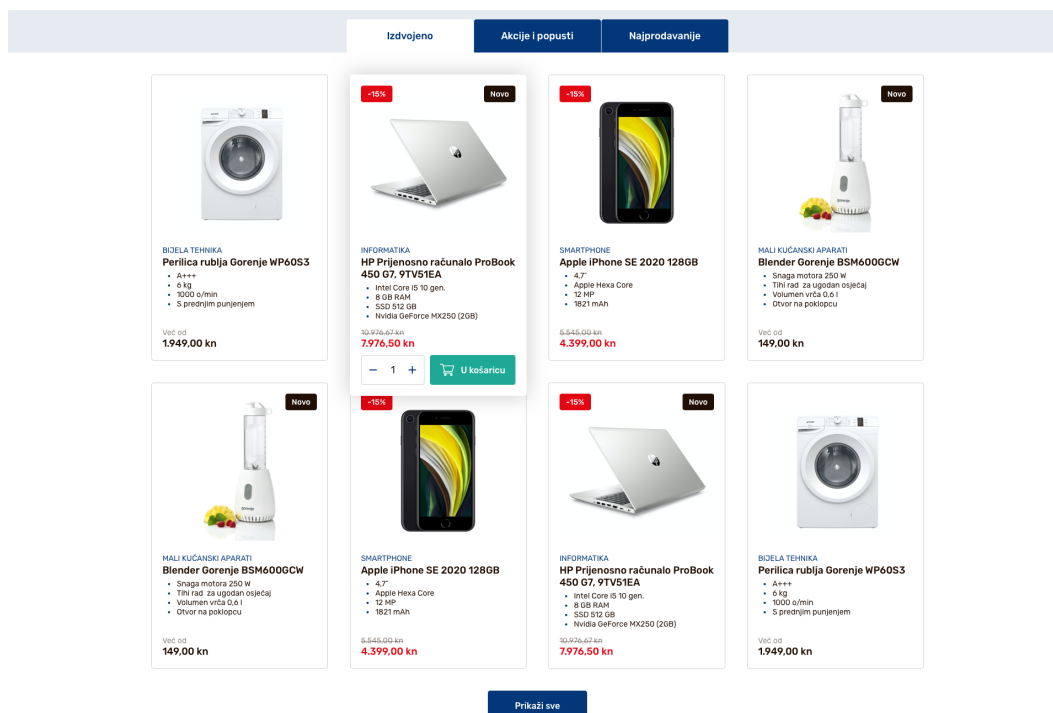 Izdvojeno
Akcije i popusti
Najprodavanije
BIJELA TEHNIKA
Perilica rublja Gorenje WP60S3
A+++
6 kg
1000 o/min
S prednjim punjenjem
Već od
1.949,00 kn
-15%
Novo
INFORMATIKA
HP Prijenosno računalo ProBook
450 G7, 9TV51EA
Intel Core i5 10 gen.
8 GB RAM
SSD 512 GB
Nvidia GeForce MX250 (2GB)
10.976,67 kn
7.976,50 kn
− 1 +
U košaricu
-15%
SMARTPHONE
Apple iPhone SE 2020 128GB
4,7"
Apple Hexa Core
12 MP
1821 mAh
5.545,00 kn
4.399,00 kn
Novo
gorenje
MALI KUĆANSKI APARATI
Blender Gorenje BSM600GCW
Snaga motora 250 W
Tihi rad za ugodan osjećaj
Volumen vrča 0,6 l
Otvor na poklopcu
Već od
149,00 kn
Novo
gorenje
MALI KUĆANSKI APARATI
Blender Gorenje BSM600GCW
Snaga motora 250 W
Tihi rad za ugodan osjećaj
Volumen vrča 0,6 l
Otvor na poklopcu
Već od
149,00 kn
-15%
SMARTPHONE
Apple iPhone SE 2020 128GB
4,7"
Apple Hexa Core
12 MP
1821 mAh
5.545,00 kn
4.399,00 kn
-15%
Novo
INFORMATIKA
HP Prijenosno računalo ProBook
450 G7, 9TV51EA
Intel Core i5 10 gen.
8 GB RAM
SSD 512 GB
Nvidia GeForce MX250 (2GB)
10.976,67 kn
7.976,50 kn
BIJELA TEHNIKA
Perilica rublja Gorenje WP60S3
A+++
6 kg
1000 o/min
S prednjim punjenjem
Već od
1.949,00 kn
Prikaži sve